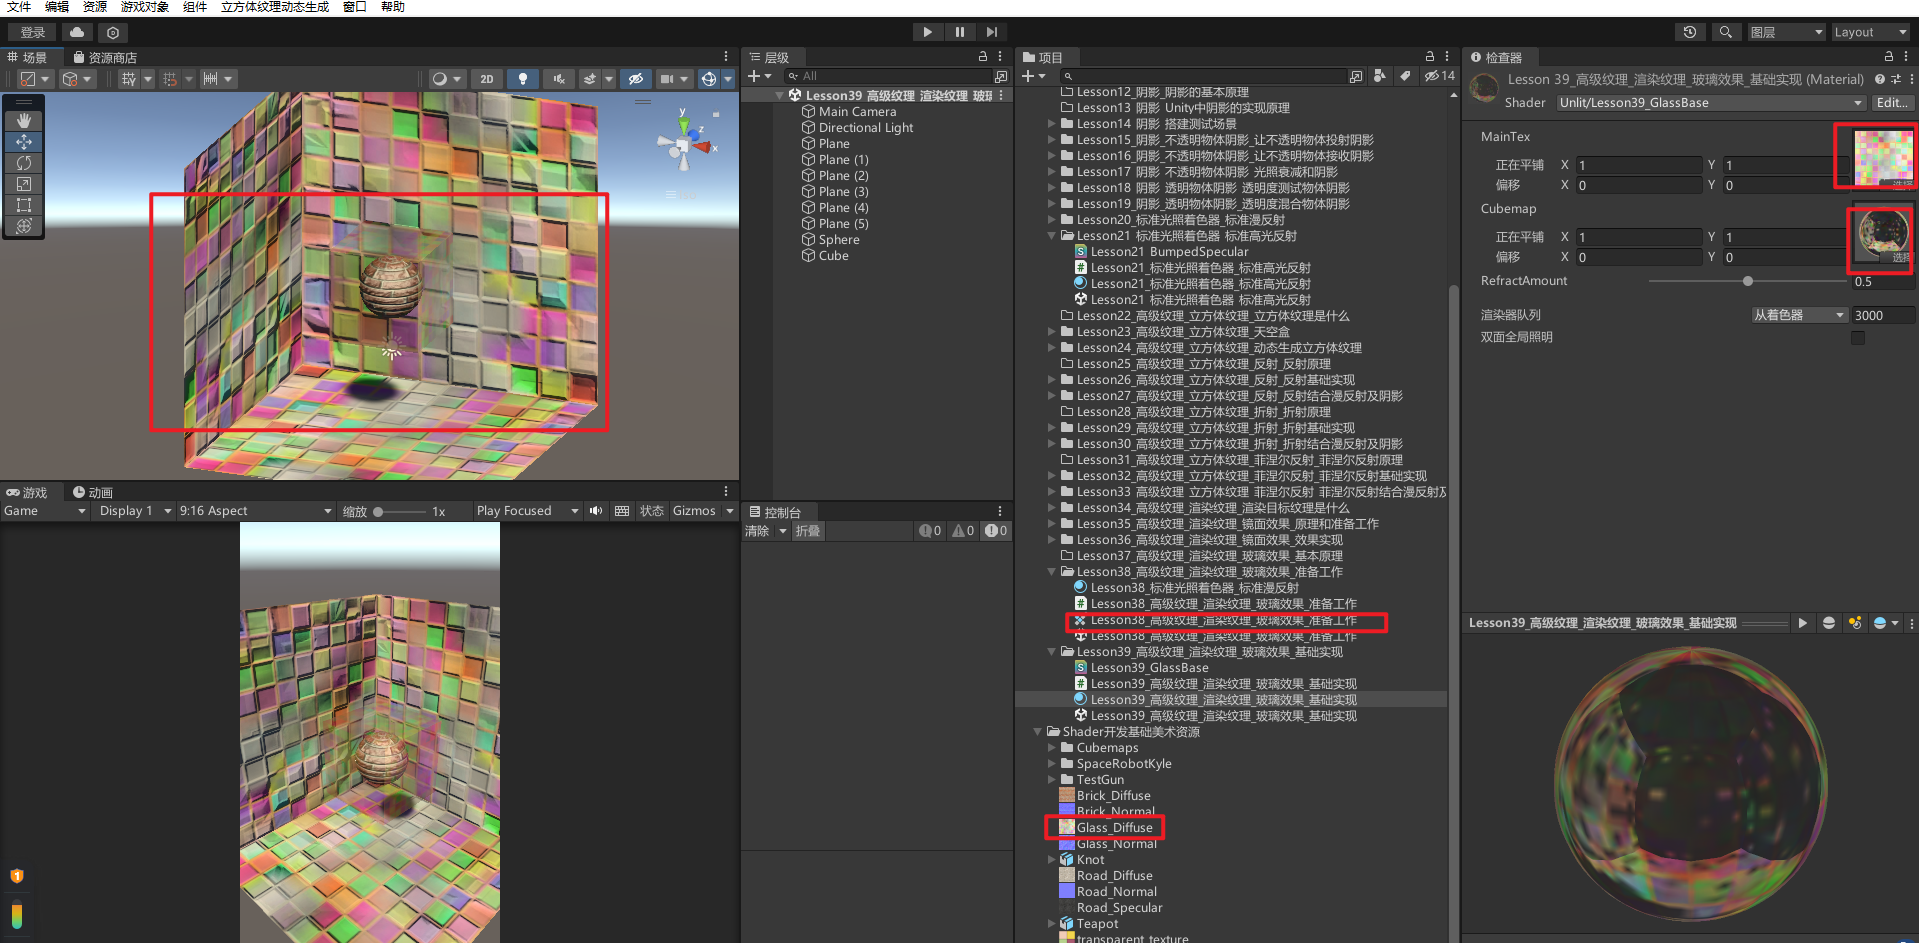 文件 编辑 资源 游戏对象 组件 立方体纹理动态生成 窗口 帮助
登录
图层 Layout
场景 资源商店
2D
y
z
x
游戏 动画
Game Display 1 9:16 Aspect 缩放 1x Play Focused 状态 Gizmos
层级
All
Lesson39_高级纹理_渲染纹理_玻璃
Main Camera
Directional Light
Plane
Plane (1)
Plane (2)
Plane (3)
Plane (4)
Plane (5)
Sphere
Cube
控制台
清除 折叠 0 0 0
项目
14
Lesson12_阴影_阴影的基本原理
Lesson13_阴影_Unity中阴影的实现原理
Lesson14_阴影_搭建测试场景
Lesson15_阴影_不透明物体阴影_让不透明物体投射阴影
Lesson16_阴影_不透明物体阴影_让不透明物体接收阴影
Lesson17_阴影_不透明物体阴影_光照衰减和阴影
Lesson18_阴影_透明物体阴影_透明度测试物体阴影
Lesson19_阴影_透明物体阴影_透明度混合物体阴影
Lesson20_标准光照着色器_标准漫反射
Lesson21_标准光照着色器_标准高光反射
Lesson21_BumpedSpecular
Lesson21_标准光照着色器_标准高光反射
Lesson21_标准光照着色器_标准高光反射
Lesson21_标准光照着色器_标准高光反射
Lesson22_高级纹理_立方体纹理_立方体纹理是什么
Lesson23_高级纹理_立方体纹理_天空盒
Lesson24_高级纹理_立方体纹理_动态生成立方体纹理
Lesson25_高级纹理_立方体纹理_反射_反射原理
Lesson26_高级纹理_立方体纹理_反射_反射基础实现
Lesson27_高级纹理_立方体纹理_反射_反射结合漫反射及阴影
Lesson28_高级纹理_立方体纹理_折射_折射原理
Lesson29_高级纹理_立方体纹理_折射_折射基础实现
Lesson30_高级纹理_立方体纹理_折射_折射结合漫反射及阴影
Lesson31_高级纹理_立方体纹理_菲涅尔反射_菲涅尔反射原理
Lesson32_高级纹理_立方体纹理_菲涅尔反射_菲涅尔反射基础实现
Lesson33_高级纹理_立方体纹理_菲涅尔反射_菲涅尔反射结合漫反射及
Lesson34_高级纹理_渲染纹理_渲染目标纹理是什么
Lesson35_高级纹理_渲染纹理_镜面效果_原理和准备工作
Lesson36_高级纹理_渲染纹理_镜面效果_效果实现
Lesson37_高级纹理_渲染纹理_玻璃效果_基本原理
Lesson38_高级纹理_渲染纹理_玻璃效果_准备工作
Lesson38_标准光照着色器_标准漫反射
Lesson38_高级纹理_渲染纹理_玻璃效果_准备工作
Lesson38_高级纹理_渲染纹理_玻璃效果_准备工作
Lesson38_高级纹理_渲染纹理_玻璃效果_准备工作
Lesson39_高级纹理_渲染纹理_玻璃效果_基础实现
Lesson39_GlassBase
Lesson39_高级纹理_渲染纹理_玻璃效果_基础实现
Lesson39_高级纹理_渲染纹理_玻璃效果_基础实现
Lesson39_高级纹理_渲染纹理_玻璃效果_基础实现
Shader开发基础美术资源
Cubemaps
SpaceRobotKyle
TestGun
Brick_Diffuse
Brick_Normal
Glass_Diffuse
Glass_Normal
Knot
Road_Diffuse
Road_Normal
Road_Specular
Teapot
transparent_texture
检查器
Lesson 39_高级纹理_渲染纹理_玻璃效果_基础实现 (Material)
Shader Unlit/Lesson39_GlassBase Edit...
MainTex
正在平铺 X 1 Y 1
偏移 X 0 Y 0 选择
Cubemap
正在平铺 X 1 Y 1
偏移 X 0 Y 0 选择
RefractAmount 0.5
渲染器队列 从着色器 3000
双面全局照明
Lesson39_高级纹理_渲染纹理_玻璃效果_基础实现